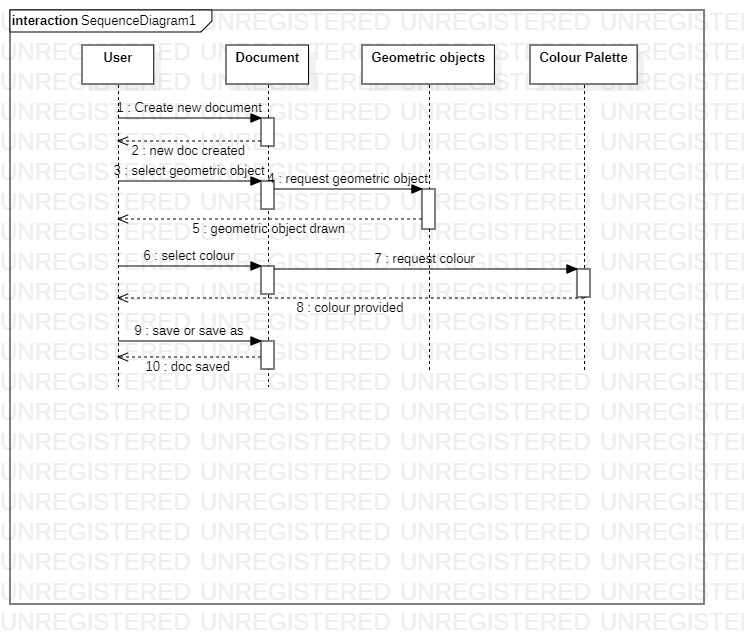 interaction SequenceDiagram1
User
Document
Geometric objects
Colour Palette
1 : Create new document
2 : new doc created
3 : select geometric object
4 : request geometric object
5 : geometric object drawn
6 : select colour
7 : request colour
8 : colour provided
9 : save or save as
10 : doc saved
UNREGISTERED UNREGISTERED UNREGISTERED UNREGISTERED